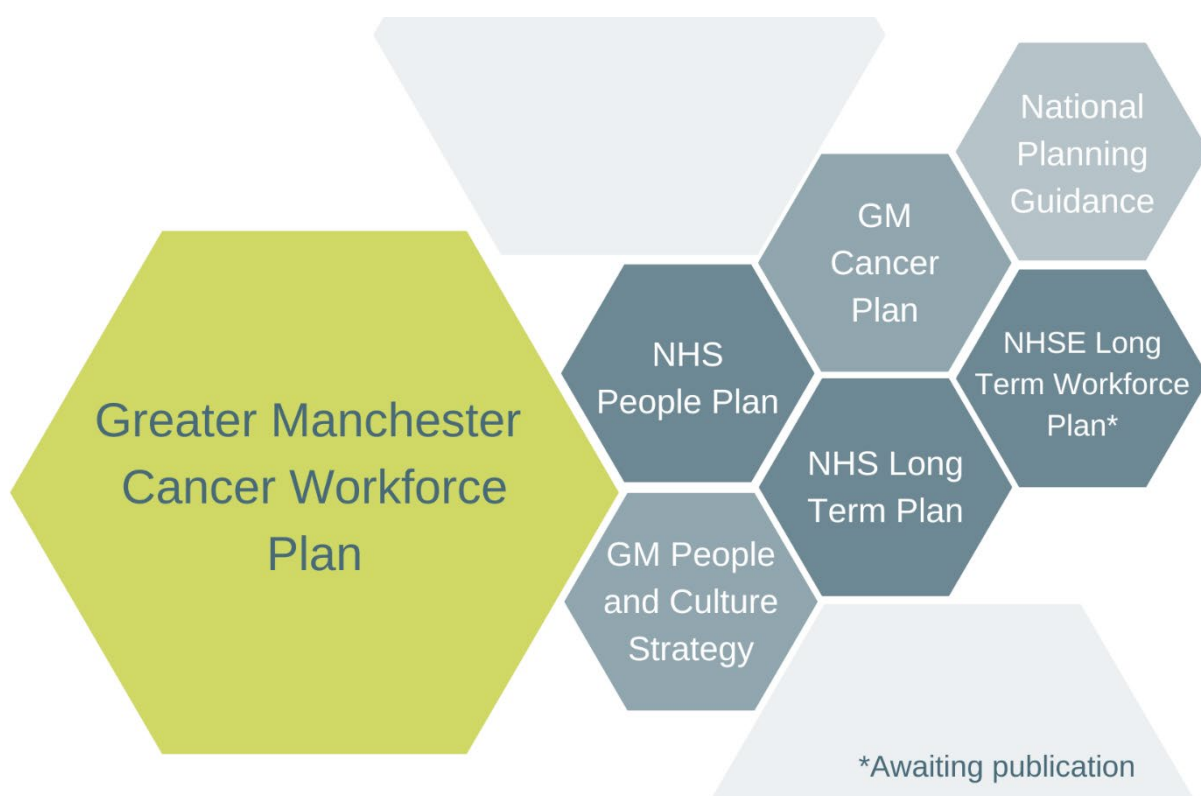 Greater Manchester
Cancer Workforce
Plan
NHS
People Plan
GM People
and Culture
Strategy
GM
Cancer
Plan
NHS Long
Term Plan
National
Planning
Guidance
NHSE Long
Term Workforce
Plan*
*Awaiting publication